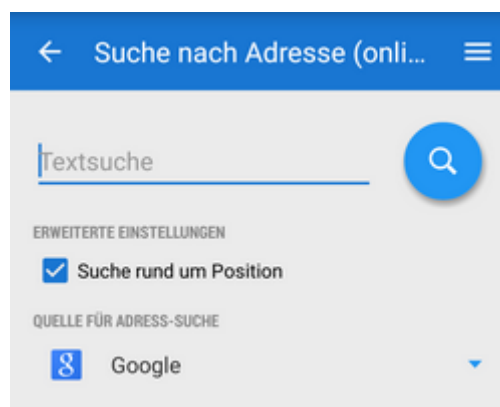 Suche nach Adresse (onli...
Textsuche
ERWEITERTE EINSTELLUNGEN
Suche rund um Position
QUELLE FÜR ADRESS-SUCHE
8 Google